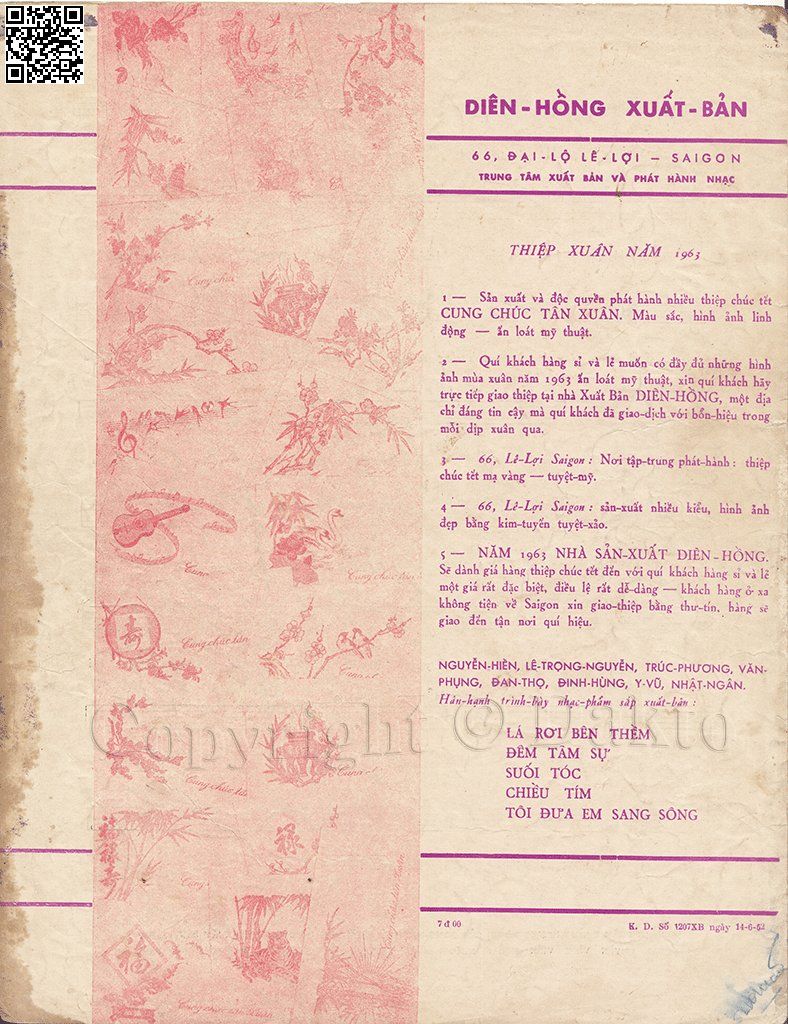 DIÊN-HỒNG XUẤT-BẢN
66, ĐẠI-LỘ LÊ-LỢI — SAIGON
TRUNG TÂM XUẤT BẢN VÀ PHÁT HÀNH NHẠC
THIỆP XUÂN NĂM 1963
1 — Sản xuất và độc quyền phát hành nhiều thiệp chúc tết
CUNG CHÚC TÂN XUÂN. Màu sắc, hình ảnh linh
động — ấn loát mỹ thuật.
2 — Quí khách hàng sỉ và lẻ muốn có đầy đủ những hình
ảnh mùa xuân năm 1963 ấn loát mỹ thuật, xin quí khách hãy
trực tiếp giao thiệp tại nhà Xuất Bản DIÊN-HỒNG, một địa
chỉ đáng tin cậy mà quí khách đã giao-dịch với bổn-hiệu trong
mỗi dịp xuân qua.
3 — 66, Lê-Lợi Saigon : Nơi tập-trung phát-hành : thiệp
chúc tết mạ vàng — tuyệt-mỹ.
4 — 66, Lê-Lợi Saigon : sản-xuất nhiều kiểu, hình ảnh
đẹp bằng kim-tuyến tuyệt-xảo.
5 — NĂM 1963 NHÀ SẢN-XUẤT DIÊN-HỒNG.
Sẽ dành giá hàng thiệp chúc tết đến với quí khách hàng sỉ và lẻ
một giá rất đặc biệt, điều lệ rất dễ-dàng — khách hàng ở xa
không tiện về Saigon xin giao-thiệp bằng thư-tín, hàng sẽ
giao đến tận nơi quí hiệu.
NGUYỄN-HIỀN, LÊ-TRỌNG-NGUYỄN, TRÚC-PHƯƠNG, VĂN-
PHỤNG, ĐAN-THỌ, ĐINH-HÙNG, Y-VŨ, NHẬT-NGÂN.
Hân-hạnh trình-bày nhạc-phẩm sắp xuất-bản :
LÁ RƠI BÊN THỀM
ĐÊM TÂM SỰ
SUỐI TÓC
CHIỀU TÍM
TÔI ĐƯA EM SANG SÔNG
7 đ 00
K. D. Số 1207XB ngày 14-6-62
Cung chúc
Cung chúc tân
Cung chúc tân
Cung chúc tân Xuân
壽
祿
福
Copyright © Dakto